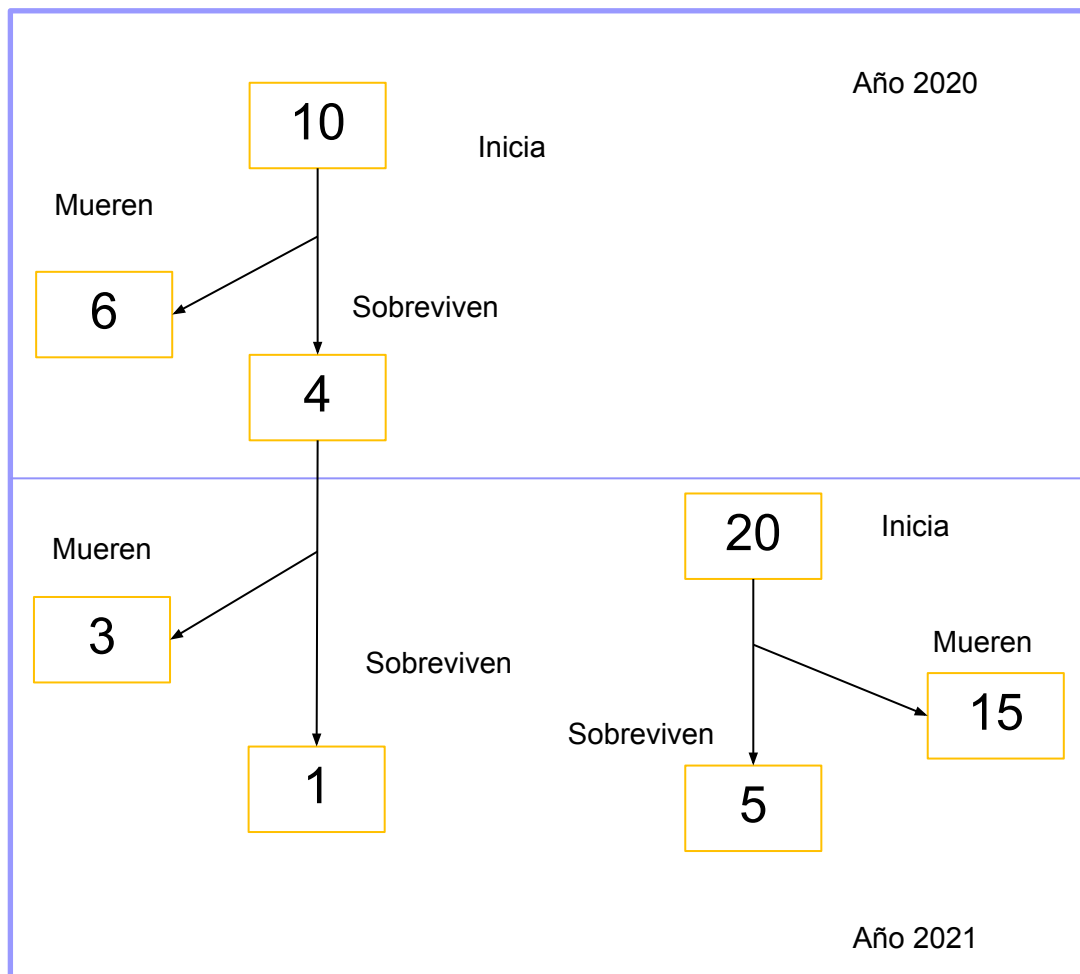 Año 2020
10
Inicia
Mueren
6
Sobreviven
4
20
Inicia
Mueren
3
Mueren
Sobreviven
15
Sobreviven
1
5
Año 2021